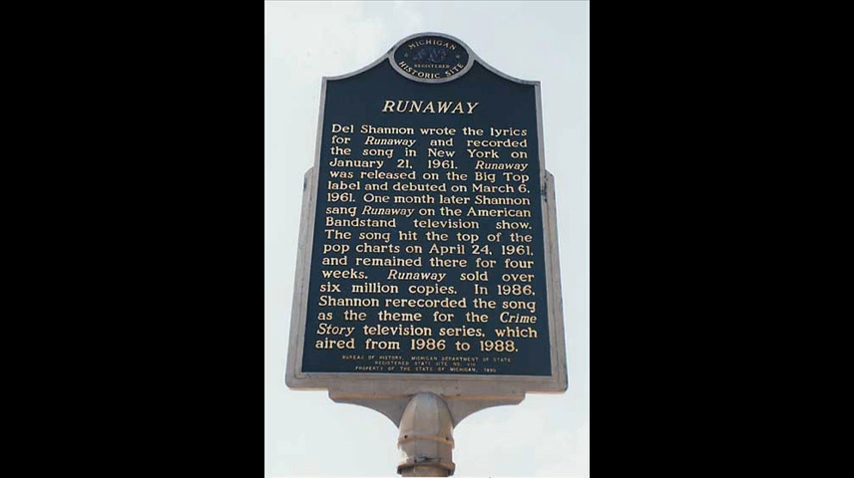 MICHIGAN
REGISTERED
HISTORIC SITE
RUNAWAY
Del Shannon wrote the lyrics
for Runaway and recorded
the song in New York on
January 21, 1961. Runaway
was released on the Big Top
label and debuted on March 6,
1961. One month later Shannon
sang Runaway on the American
Bandstand television show.
The song hit the top of the
pop charts on April 24, 1961,
and remained there for four
weeks. Runaway sold over
six million copies. In 1986,
Shannon rerecorded the song
as the theme for the Crime
Story television series, which
aired from 1986 to 1988.
BUREAU OF HISTORY, MICHIGAN DEPARTMENT OF STATE
REGISTERED STATE SITE NO.
PROPERTY OF THE STATE OF MICHIGAN, 1990